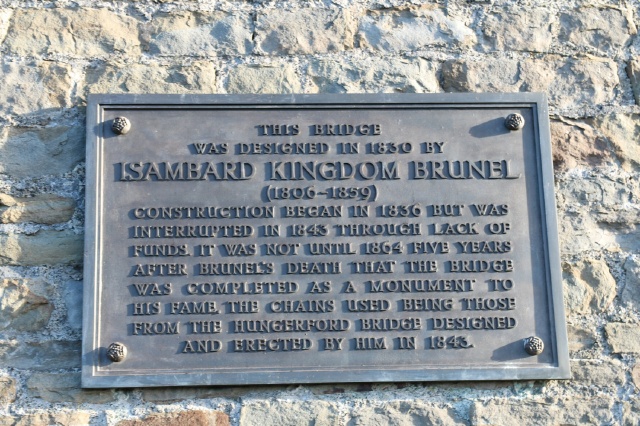 THIS BRIDGE
WAS DESIGNED IN 1830 BY
ISAMBARD KINGDOM BRUNEL
(1806-1859)
CONSTRUCTION BEGAN IN 1836 BUT WAS
INTERRUPTED IN 1843 THROUGH LACK OF
FUNDS. IT WAS NOT UNTIL 1864 FIVE YEARS
AFTER BRUNEL'S DEATH THAT THE BRIDGE
WAS COMPLETED AS A MONUMENT TO
HIS FAME, THE CHAINS USED BEING THOSE
FROM THE HUNGERFORD BRIDGE DESIGNED
AND ERECTED BY HIM IN 1843.